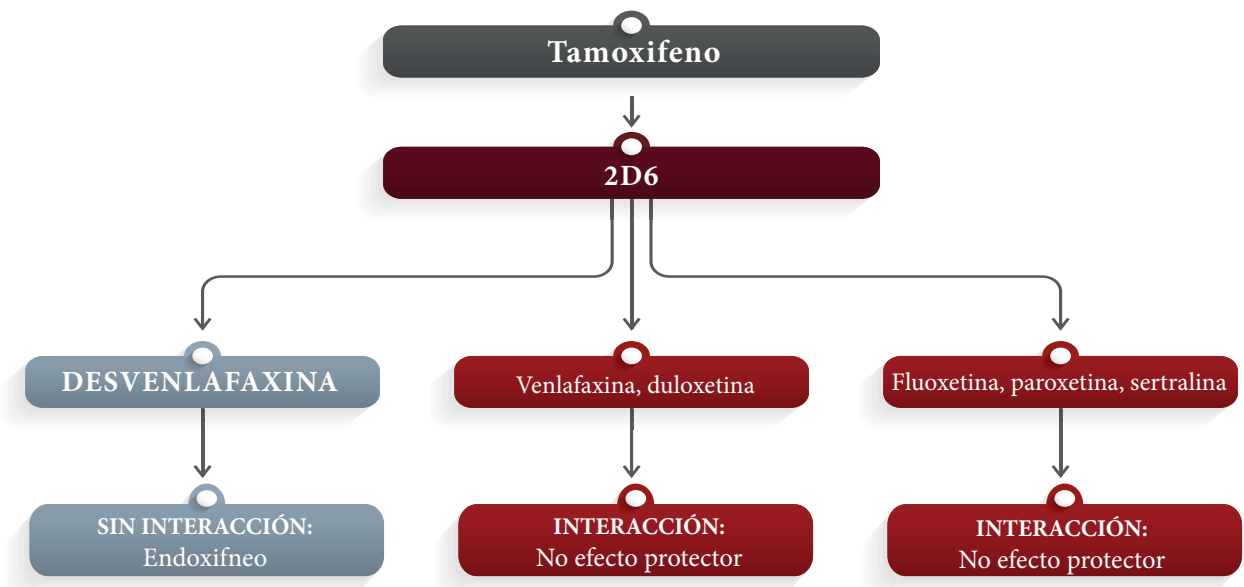 Tamoxifeno
2D6
DESVENLAFAXINA
Venlafaxina, duloxetina
Fluoxetina, paroxetina, sertralina
SIN INTERACCIÓN:
Endoxifneo
INTERACCIÓN:
No efecto protector
INTERACCIÓN:
No efecto protector